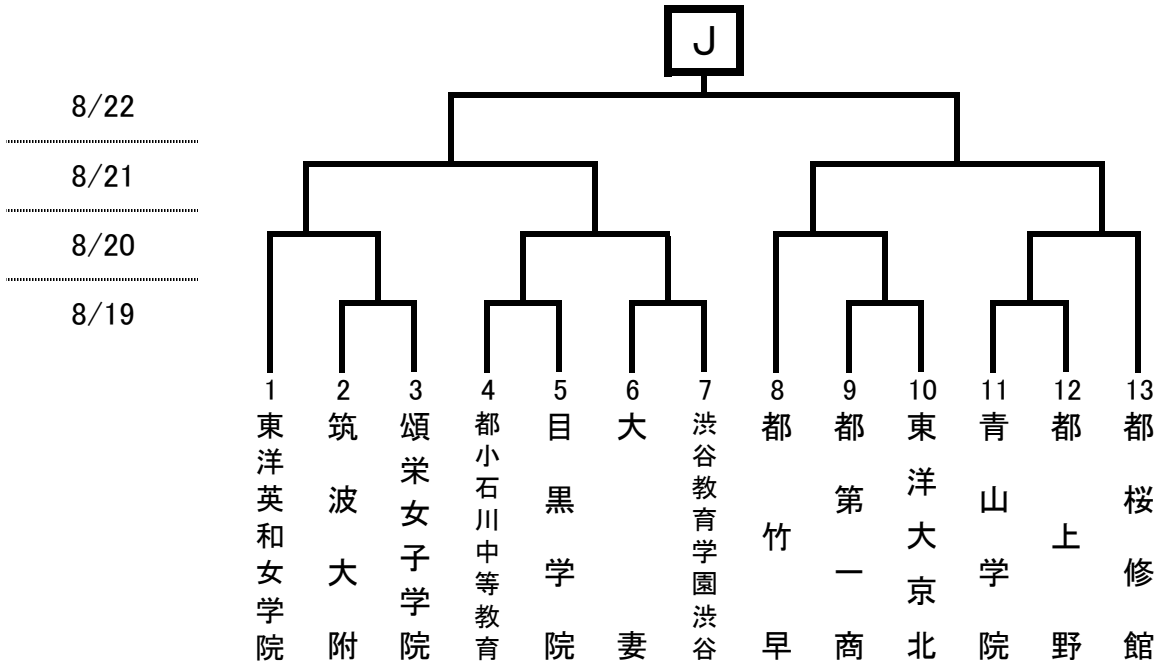 J
8/22
8/21
8/20
8/19
1
2
3
4
5
6
7
8
9
10
11
12
13
東洋英和女学院
筑波大附
頌栄女子学院
都小石川中等教育
目黒学院
大妻
渋谷教育学園渋谷
都竹早
都第一商
東洋大京北
青山学院
都上野
都桜修館